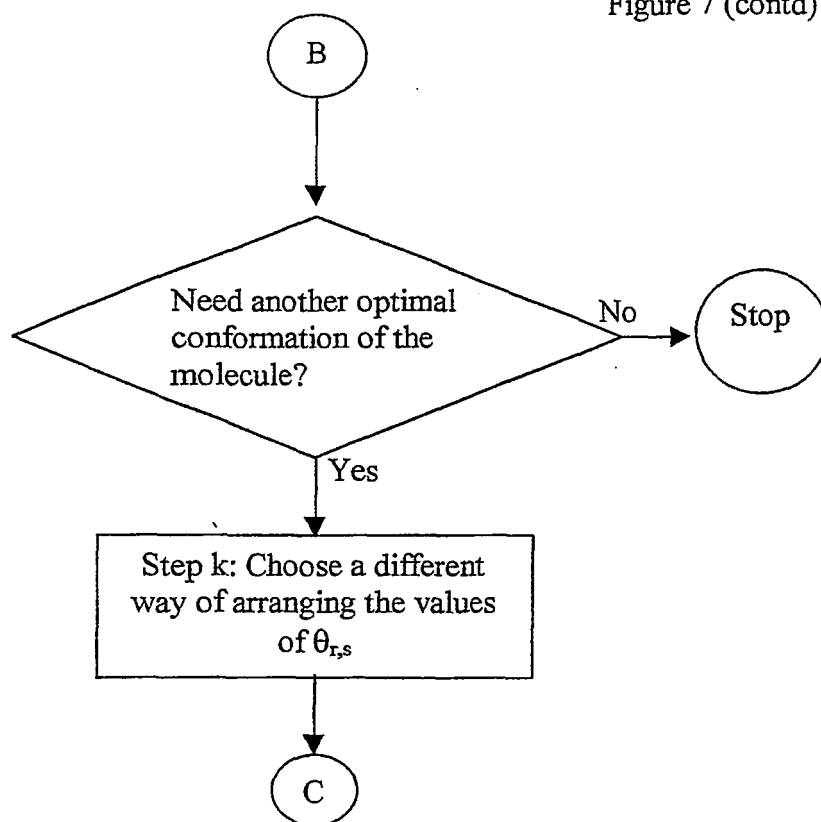 Figure 7 (contd)
B
Need another optimal
conformation of the
molecule?
No
Stop
Yes
Step k: Choose a different
way of arranging the values
of θr,s
C